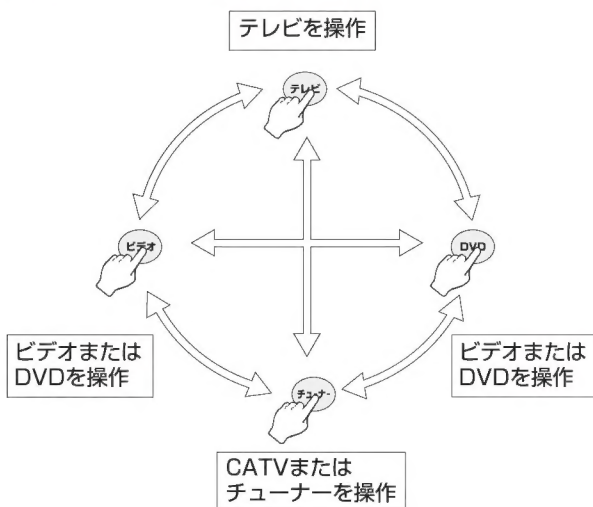 テレビを操作
テレビ
ビデオ
DVD
ビデオまたは
DVDを操作
ビデオまたは
DVDを操作
チューナー
CATVまたは
チューナーを操作